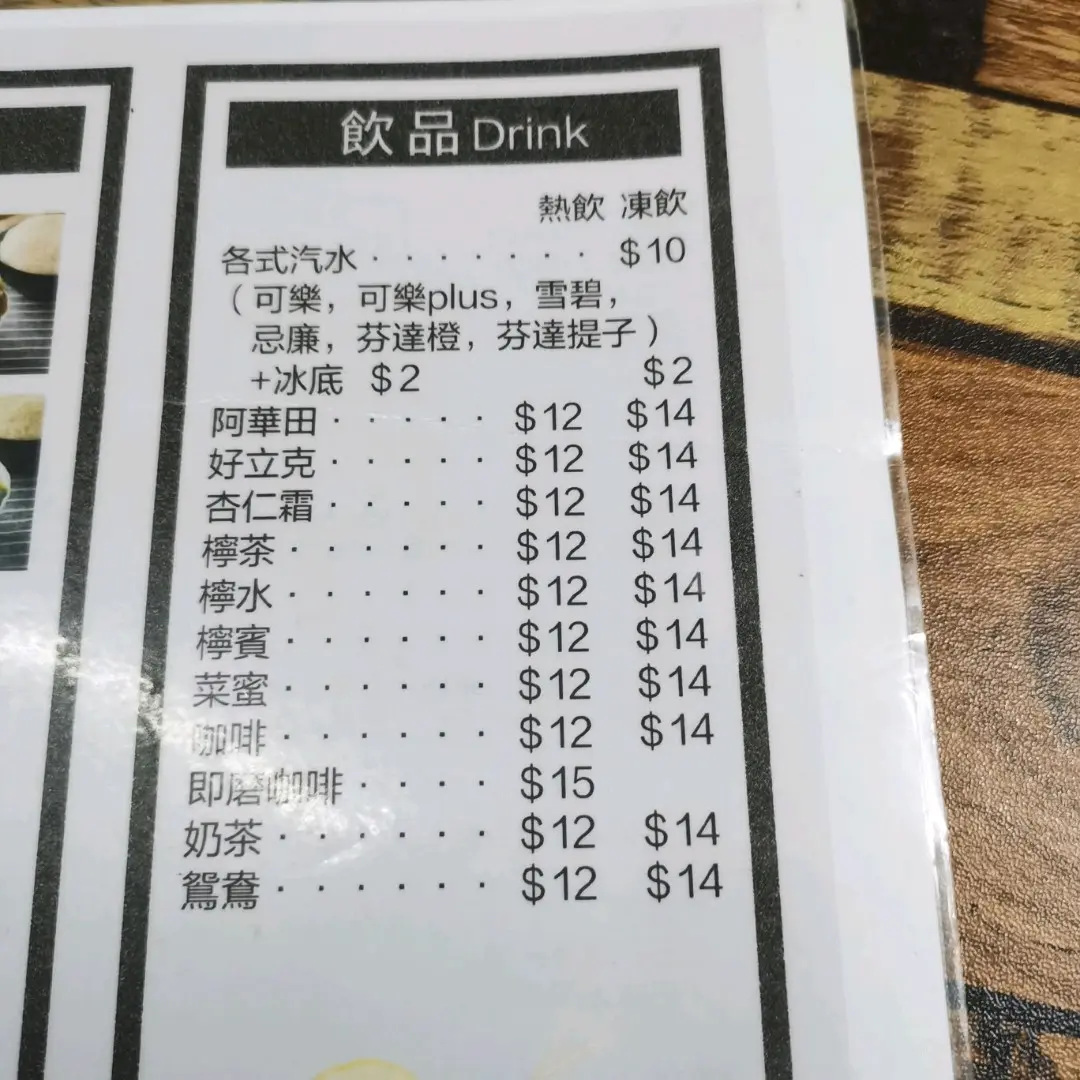 飲品 Drink
熱飲 凍飲
各式汽水 · · · · · · · $10
（可樂，可樂plus，雪碧，
忌廉，芬達橙，芬達提子）
+冰底 $2 $2
阿華田 · · · · · $12 $14
好立克 · · · · · $12 $14
杏仁霜 · · · · · $12 $14
檸茶 · · · · · · $12 $14
檸水 · · · · · · $12 $14
檸賓 · · · · · · $12 $14
菜蜜 · · · · · · $12 $14
咖啡 · · · · · · $12 $14
即磨咖啡 · · · · $15
奶茶 · · · · · · $12 $14
鴛鴦 · · · · · · $12 $14